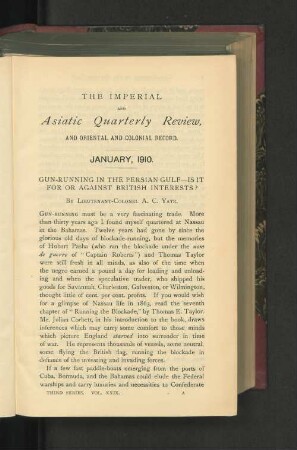 THE IMPERIAL
AND
Asiatic Quarterly Review,
AND ORIENTAL AND COLONIAL RECORD.
JANUARY, 1910.
GUN-RUNNING IN THE PERSIAN GULF—IS IT
FOR OR AGAINST BRITISH INTERESTS?
BY LIEUTENANT-COLONEL A. C. YATE.
GUN-RUNNING must be a very fascinating trade. More
than thirty years ago I found myself quartered at Nassau
in the Bahamas. Twelve years had gone by since the
glorious old days of blockade-running, but the memories
of Hobart Pasha (who ran the blockade under the nom
de guerre of "Captain Roberts") and Thomas Taylor
were still fresh in all minds, as also of the time when
the negro earned a pound a day for loading and unload-
ing and when the speculative trader, who shipped his
goods for Savannah, Charleston, Galveston, or Wilmington,
thought little of cent. per cent. profits. If you would wish
for a glimpse of Nassau life in 1863, read the seventh
chapter of "Running the Blockade," by Thomas E. Taylor.
Mr. Julian Corbett, in his introduction to the book, draws
inferences which may carry some comfort to those minds
which picture England starved into surrender in time
of war. He represents thousands of vessels, some neutral,
some flying the British flag, running the blockade in
defiance of the investing and invading forces.
If a few fast paddle-boats emerging from the ports of
Cuba, Bermuda, and the Bahamas could elude the Federal
warships and carry luxuries and necessities to Confederate
THIRD SERIES. VOL. XXIX. A